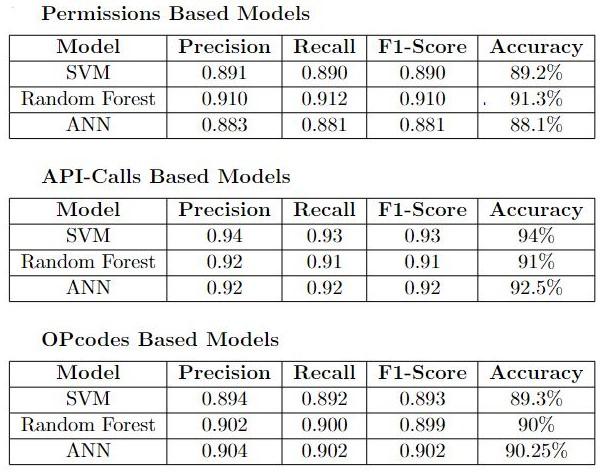 Permissions Based Models
Model Precision Recall F1-Score Accuracy
SVM 0.891 0.890 0.890 89.2%
Random Forest 0.910 0.912 0.910 91.3%
ANN 0.883 0.881 0.881 88.1%
API-Calls Based Models
Model Precision Recall F1-Score Accuracy
SVM 0.94 0.93 0.93 94%
Random Forest 0.92 0.91 0.91 91%
ANN 0.92 0.92 0.92 92.5%
OPcodes Based Models
Model Precision Recall F1-Score Accuracy
SVM 0.894 0.892 0.893 89.3%
Random Forest 0.902 0.900 0.899 90%
ANN 0.904 0.902 0.902 90.25%